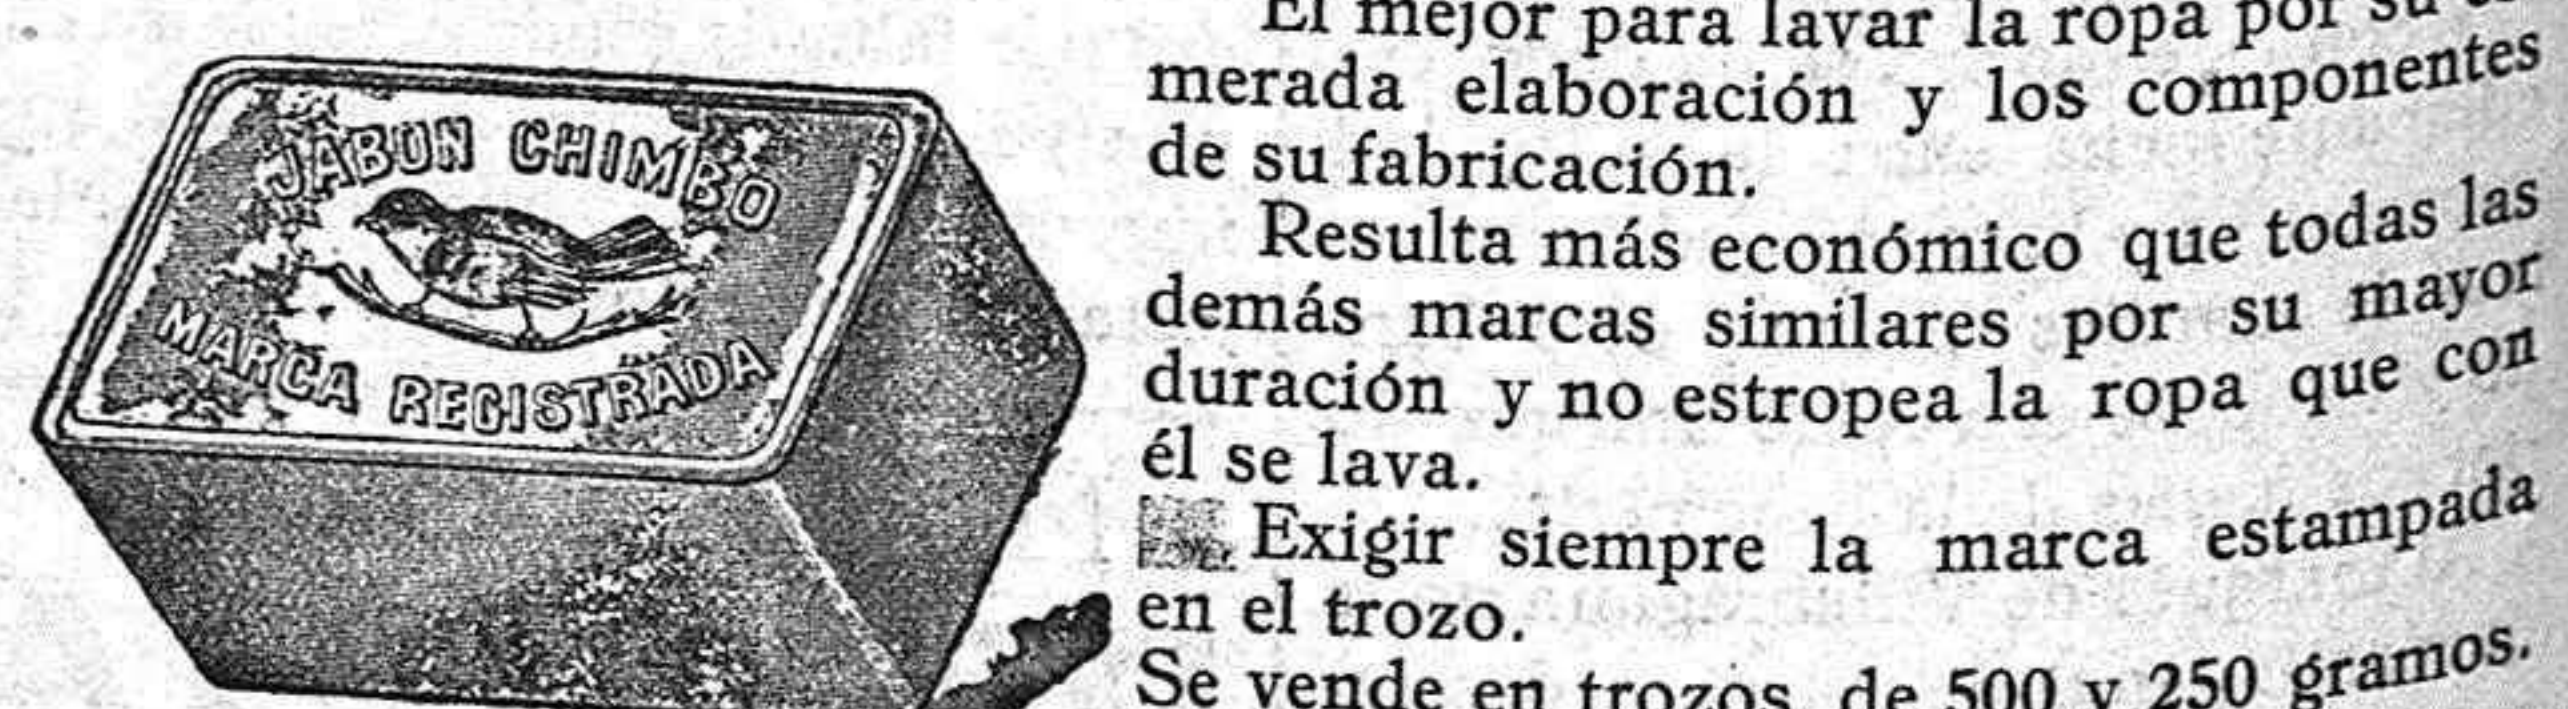 JABON CHIMBO
MARCA REGISTRADA
El mejor para lavar la ropa por su
merada elaboración y los componentes
de su fabricación.
Resulta más económico que todas las
demás marcas similares por su mayor
duración y no estropea la ropa que con
él se lava.
Exigir siempre la marca estampada
en el trozo.
Se vende en trozos de 500 y 250 gramos.